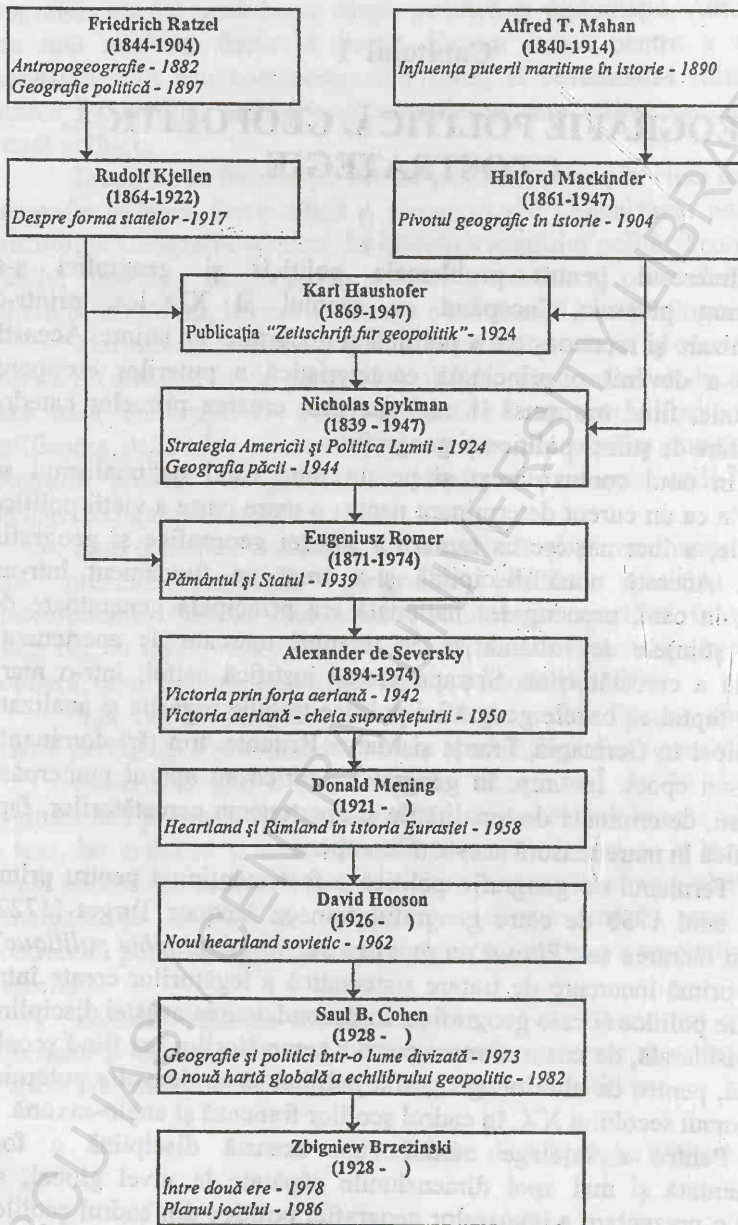 Friedrich Ratzel
(1844-1904)
Antropogeografie - 1882
Geografie politică - 1897
Alfred T. Mahan
(1840-1914)
Influența puterii maritime în istorie - 1890
Rudolf Kjellen
(1864-1922)
Despre forma statelor -1917
Halford Mackinder
(1861-1947)
Pivotul geografic în istorie - 1904
Karl Haushofer
(1869-1947)
Publicația "Zeitschrift fur geopolitik"- 1924
Nicholas Spykman
(1839 - 1947)
Strategia Americii și Politica Lumii - 1924
Geografia păcii - 1944
Eugeniusz Romer
(1871-1974)
Pământul și Statul - 1939
Alexander de Seversky
(1894-1974)
Victoria prin forța aeriană - 1942
Victoria aeriană - cheia supraviețuirii - 1950
Donald Mening
(1921 - )
Heartland și Rimland în istoria Eurasiei - 1958
David Hooson
(1926 - )
Noul heartland sovietic - 1962
Saul B. Cohen
(1928 - )
Geografie și politici într-o lume divizată - 1973
O nouă hartă globală a echilibrului geopolitic - 1982
Zbigniew Brzezinski
(1928 - )
Între două ere - 1978
Planul jocului - 1986
CENTRAL UNIVERSITY LIBRARY